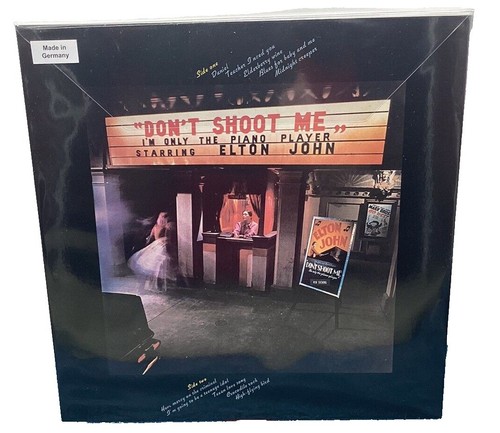 Made in
Germany
Side one
Daniel
Teacher I need you
Elderberry wine
Blues for baby and me
Midnight creeper
"DON'T SHOOT ME„
I'M ONLY THE PIANO PLAYER
STARRING ELTON JOHN
ELTON
JOHN
DON'T SHOOT ME
Side two
Have mercy on the criminal
I'm going to be a teenage idol
Texan love song
Crocodile rock
High flying bird